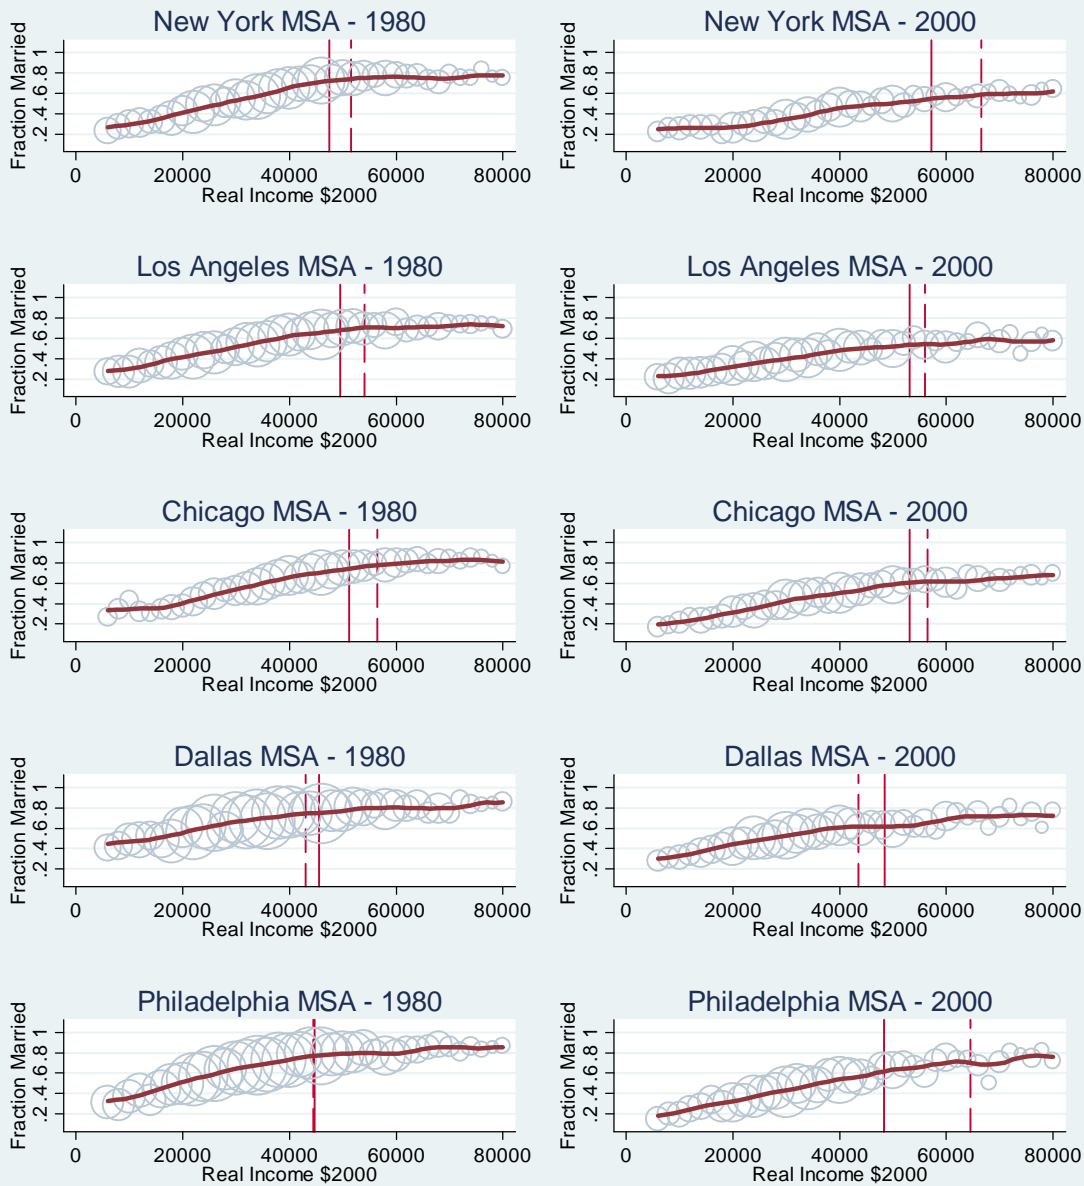 New York MSA - 1980
Fraction Married
.2 .4 .6 .8 1
0 20000 40000 60000 80000
Real Income $2000
New York MSA - 2000
Fraction Married
.2 .4 .6 .8 1
0 20000 40000 60000 80000
Real Income $2000
Los Angeles MSA - 1980
Fraction Married
.2 .4 .6 .8 1
0 20000 40000 60000 80000
Real Income $2000
Los Angeles MSA - 2000
Fraction Married
.2 .4 .6 .8 1
0 20000 40000 60000 80000
Real Income $2000
Chicago MSA - 1980
Fraction Married
.2 .4 .6 .8 1
0 20000 40000 60000 80000
Real Income $2000
Chicago MSA - 2000
Fraction Married
.2 .4 .6 .8 1
0 20000 40000 60000 80000
Real Income $2000
Dallas MSA - 1980
Fraction Married
.2 .4 .6 .8 1
0 20000 40000 60000 80000
Real Income $2000
Dallas MSA - 2000
Fraction Married
.2 .4 .6 .8 1
0 20000 40000 60000 80000
Real Income $2000
Philadelphia MSA - 1980
Fraction Married
.2 .4 .6 .8 1
0 20000 40000 60000 80000
Real Income $2000
Philadelphia MSA - 2000
Fraction Married
.2 .4 .6 .8 1
0 20000 40000 60000 80000
Real Income $2000